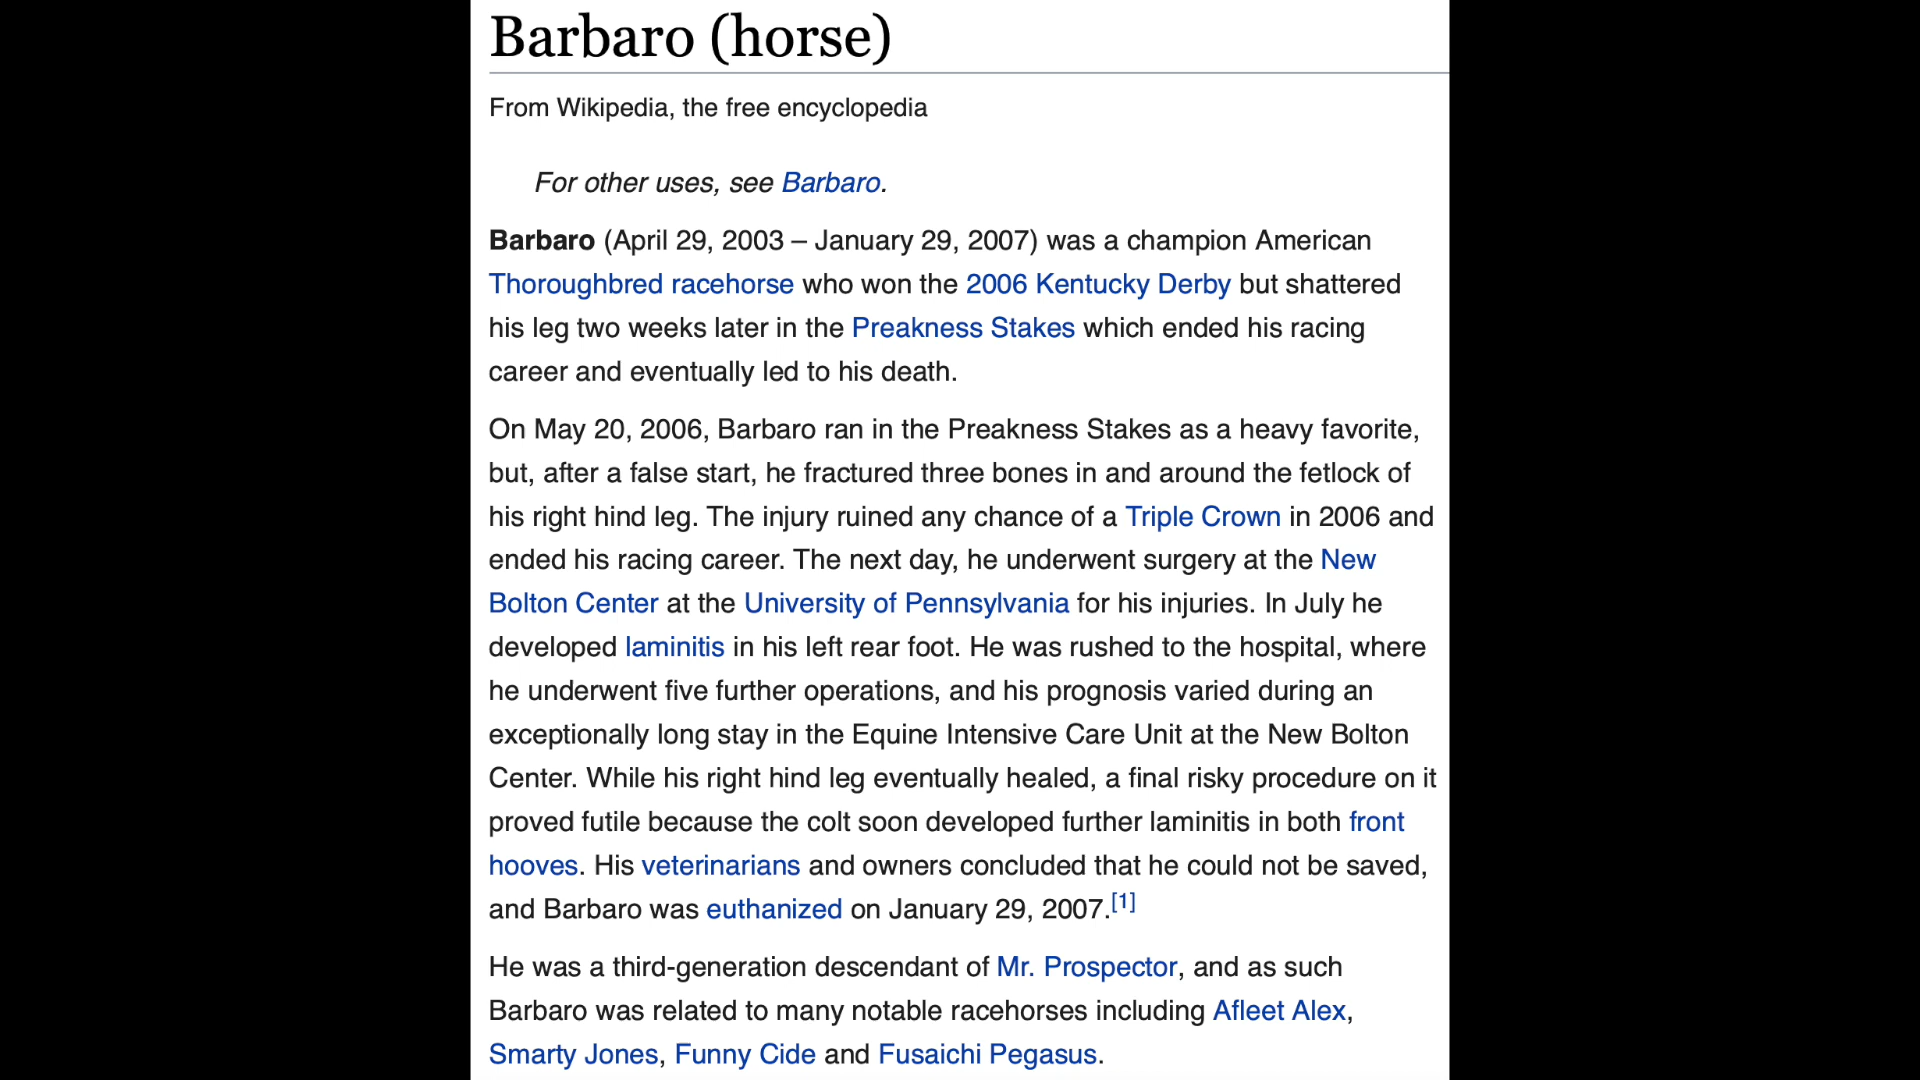 Barbaro (horse)
From Wikipedia, the free encyclopedia
For other uses, see Barbaro.
Barbaro (April 29, 2003 – January 29, 2007) was a champion American
Thoroughbred racehorse who won the 2006 Kentucky Derby but shattered
his leg two weeks later in the Preakness Stakes which ended his racing
career and eventually led to his death.
On May 20, 2006, Barbaro ran in the Preakness Stakes as a heavy favorite,
but, after a false start, he fractured three bones in and around the fetlock of
his right hind leg. The injury ruined any chance of a Triple Crown in 2006 and
ended his racing career. The next day, he underwent surgery at the New
Bolton Center at the University of Pennsylvania for his injuries. In July he
developed laminitis in his left rear foot. He was rushed to the hospital, where
he underwent five further operations, and his prognosis varied during an
exceptionally long stay in the Equine Intensive Care Unit at the New Bolton
Center. While his right hind leg eventually healed, a final risky procedure on it
proved futile because the colt soon developed further laminitis in both front
hooves. His veterinarians and owners concluded that he could not be saved,
and Barbaro was euthanized on January 29, 2007.[1]
He was a third-generation descendant of Mr. Prospector, and as such
Barbaro was related to many notable racehorses including Afleet Alex,
Smarty Jones, Funny Cide and Fusaichi Pegasus.